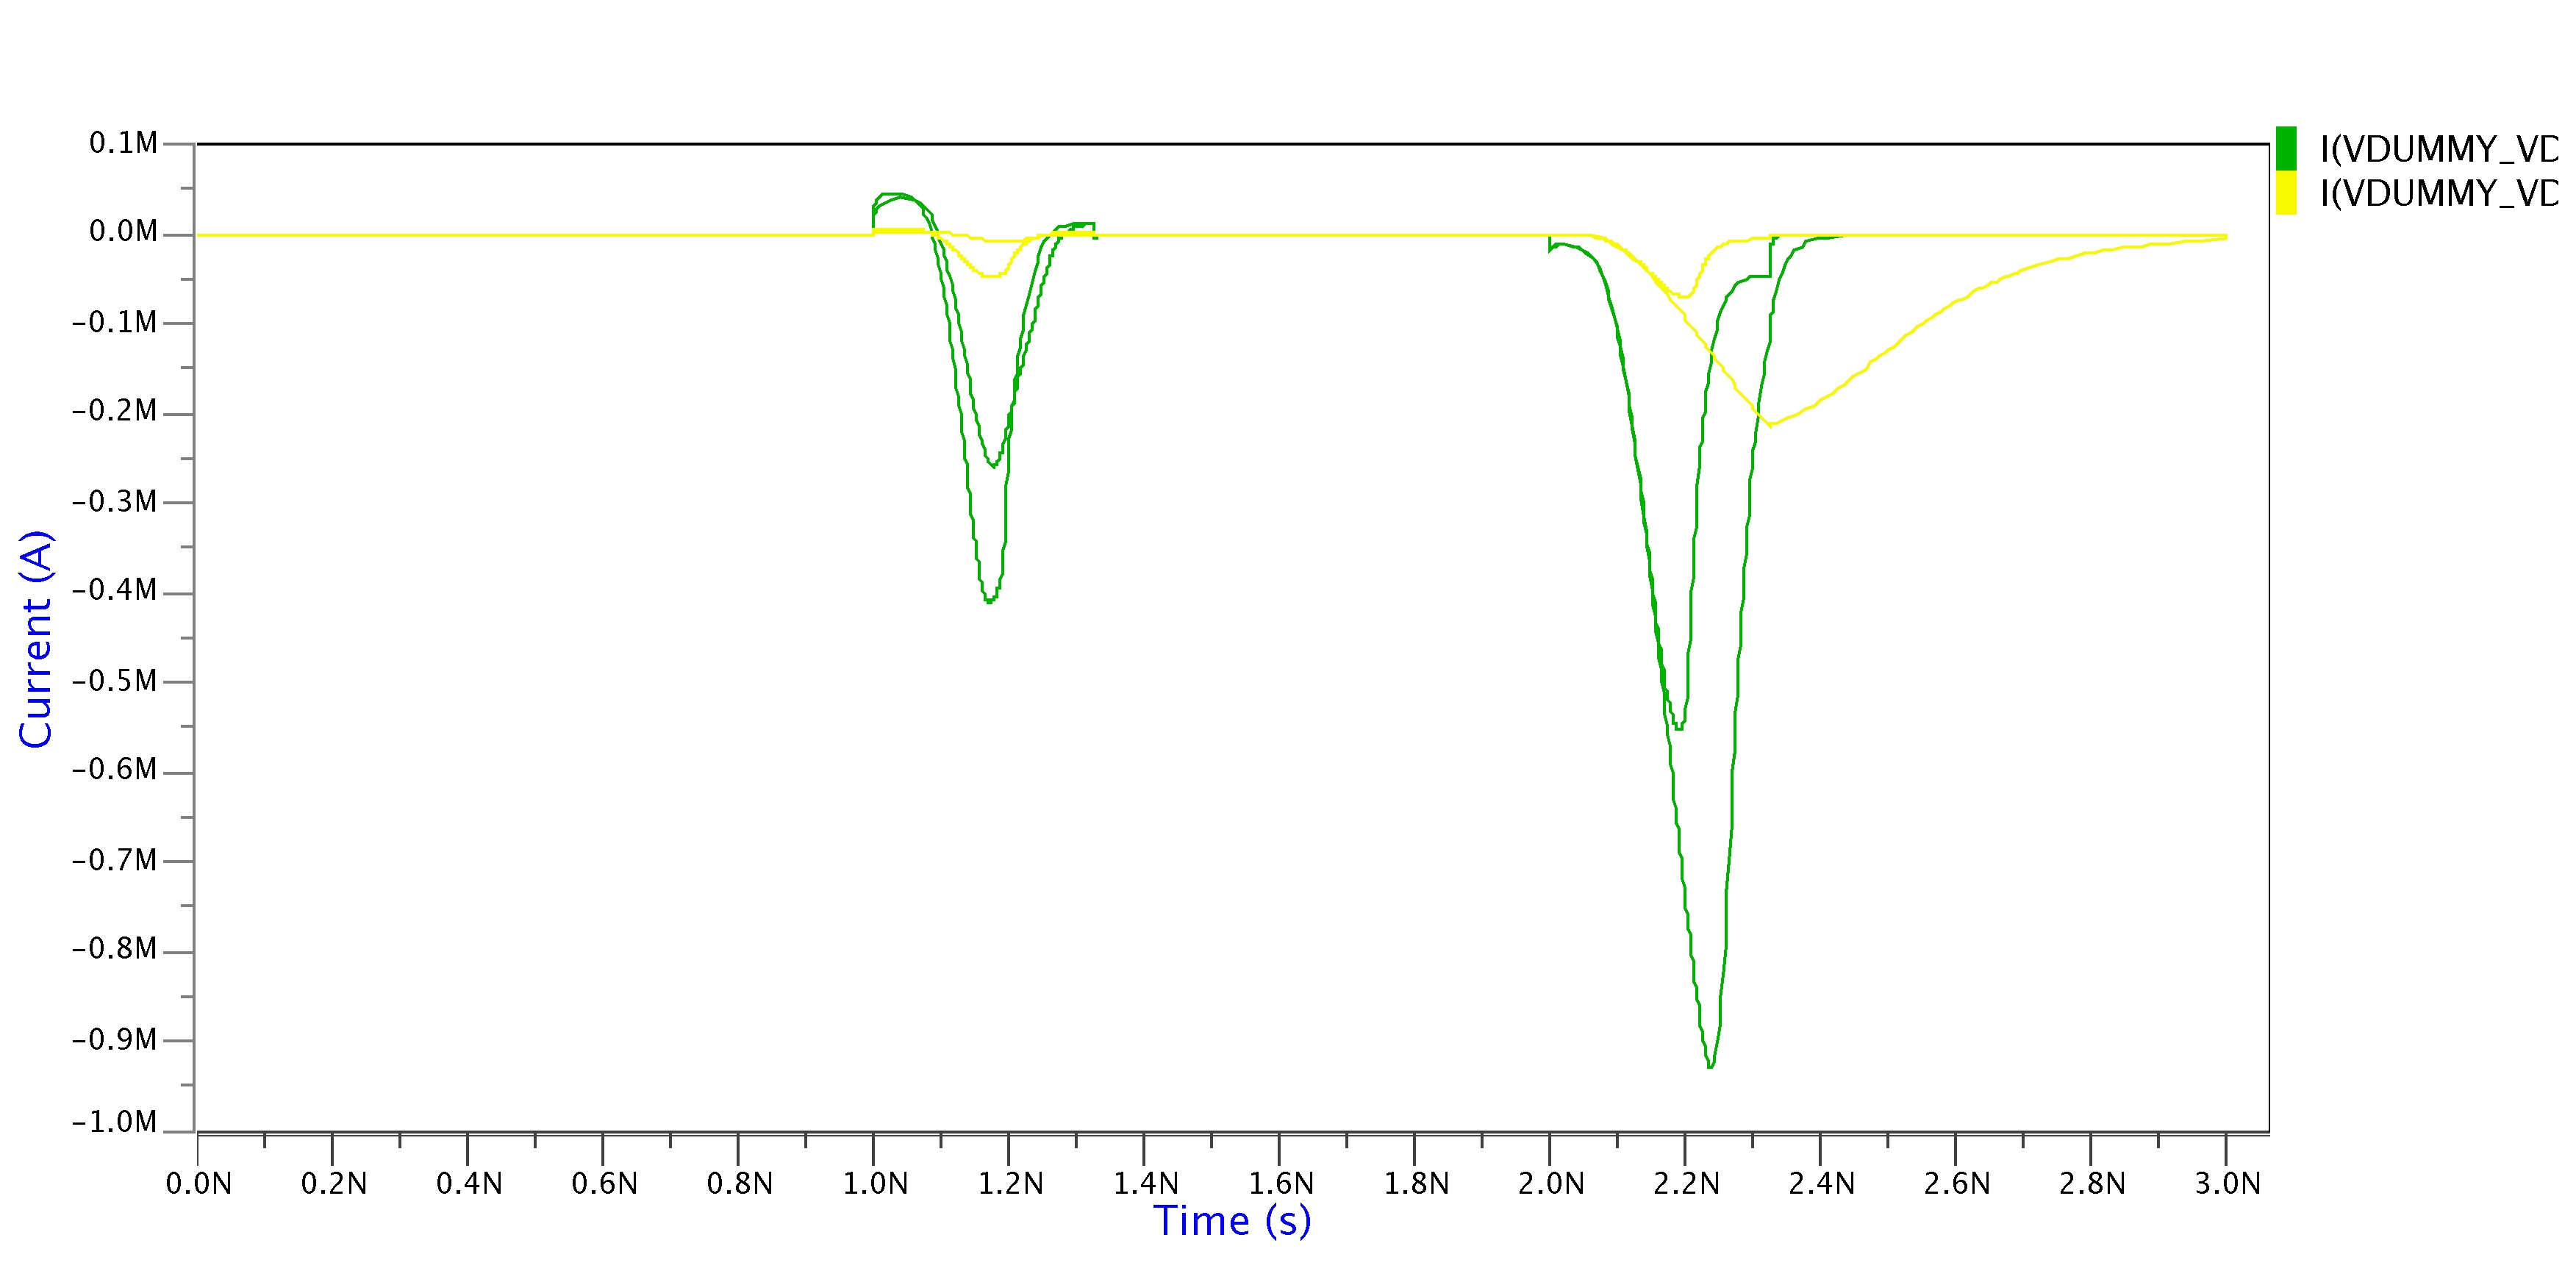 I(VDUMMY_VD
I(VDUMMY_VD
0.1M
0.0M
-0.1M
-0.2M
-0.3M
-0.4M
-0.5M
-0.6M
-0.7M
-0.8M
-0.9M
-1.0M
Current (A)
0.0N 0.2N 0.4N 0.6N 0.8N 1.0N 1.2N 1.4N 1.6N 1.8N 2.0N 2.2N 2.4N 2.6N 2.8N 3.0N
Time (s)